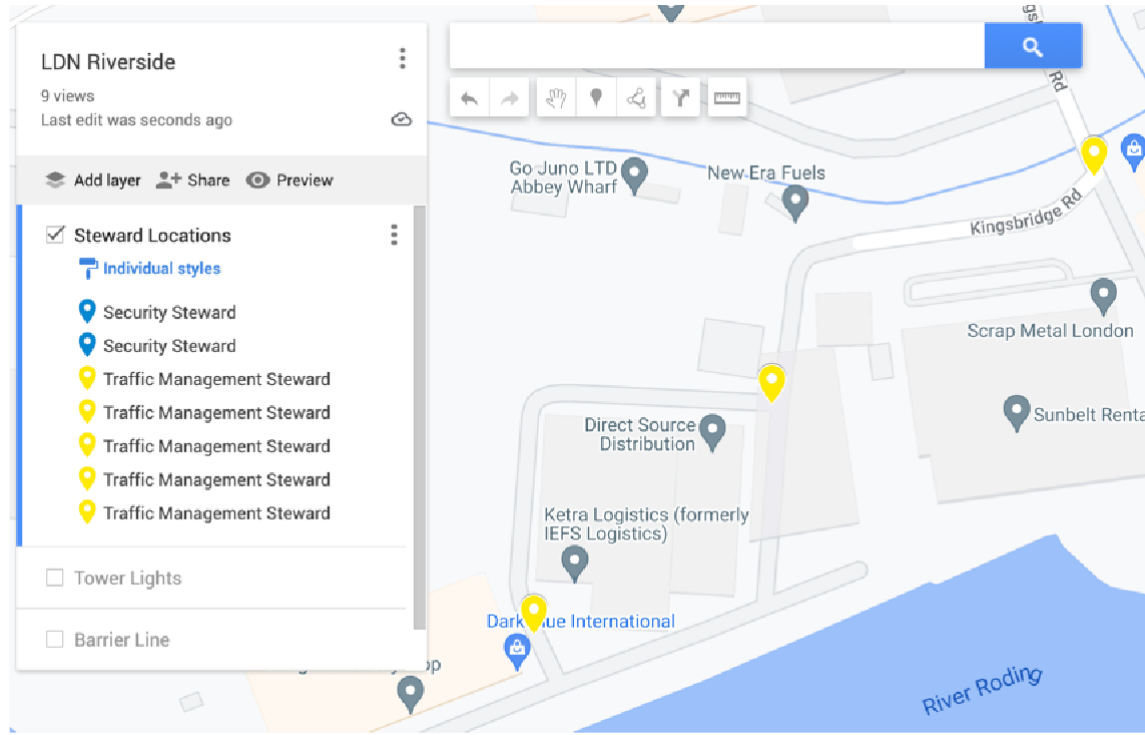 LDN Riverside
9 views
Last edit was seconds ago
Add layer
Share
Preview
Steward Locations
Individual styles
Security Steward
Security Steward
Traffic Management Steward
Traffic Management Steward
Traffic Management Steward
Traffic Management Steward
Traffic Management Steward
Tower Lights
Barrier Line
Rd
Go Juno LTD
Abbey Wharf
New Era Fuels
Kingsbridge Rd
Scrap Metal London
Sunbelt Renta
Direct Source
Distribution
Ketra Logistics (formerly
IEFS Logistics)
International
River Roding